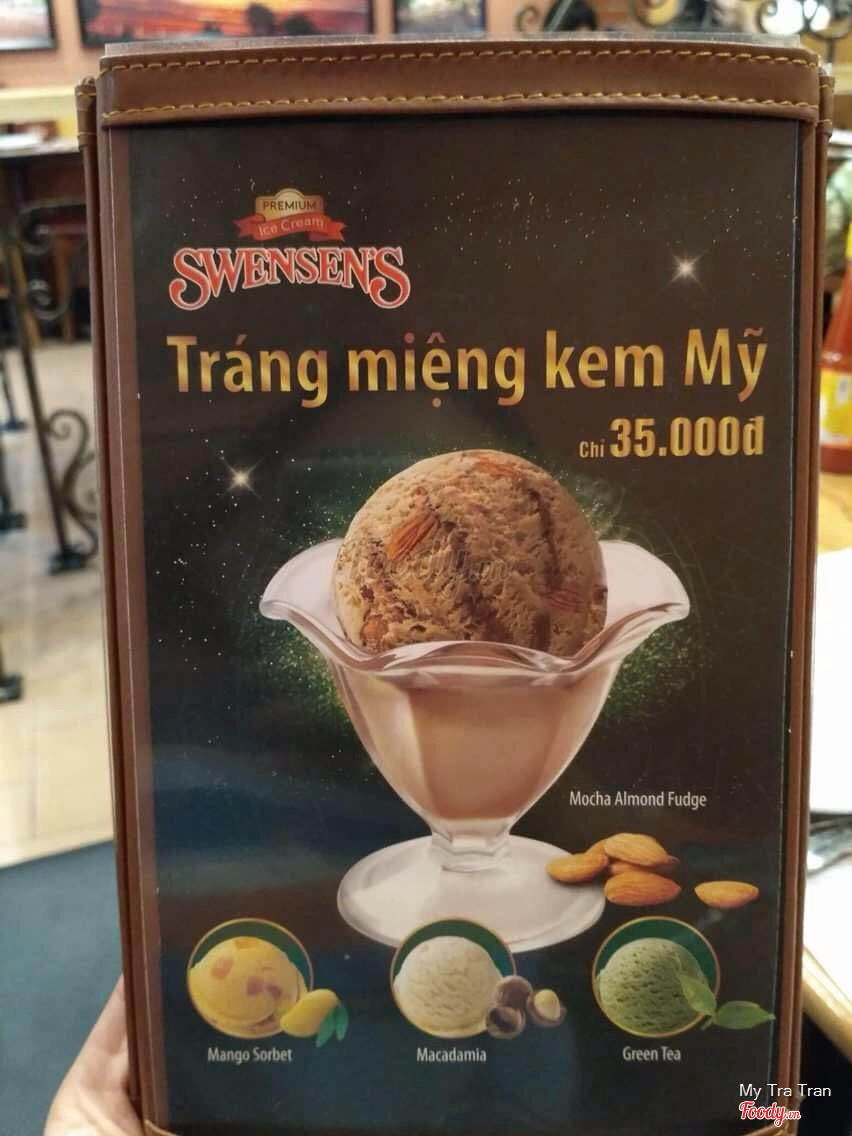 PREMIUM
Ice Cream
SWENSEN'S
Tráng miệng kem Mỹ
Chỉ 35.000đ
Mocha Almond Fudge
Mango Sorbet
Macadamia
Green Tea
My Tra Tran
Foody.vn